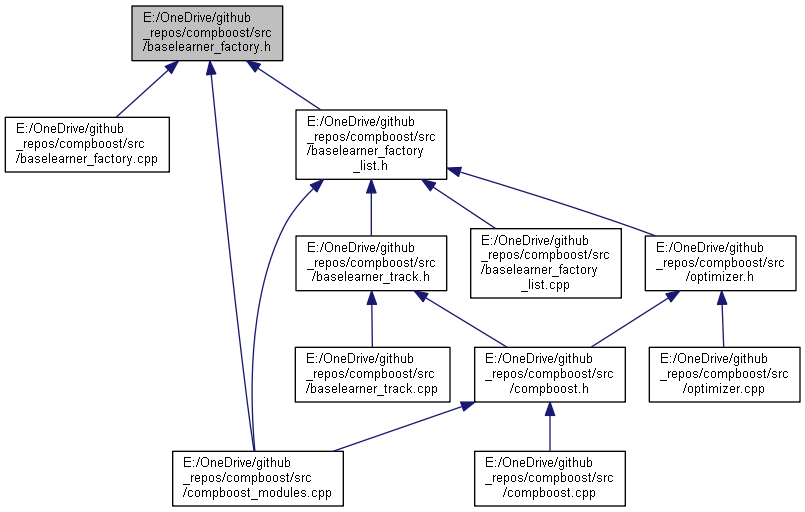 E:/OneDrive/github
_repos/compboost/src
/baselearner_factory.h
E:/OneDrive/github
_repos/compboost/src
/baselearner_factory.cpp
E:/OneDrive/github
_repos/compboost/src
/baselearner_factory
_list.h
E:/OneDrive/github
_repos/compboost/src
/baselearner_track.h
E:/OneDrive/github
_repos/compboost/src
/baselearner_factory
_list.cpp
E:/OneDrive/github
_repos/compboost/src
/optimizer.h
E:/OneDrive/github
_repos/compboost/src
/baselearner_track.cpp
E:/OneDrive/github
_repos/compboost/src
/compboost.h
E:/OneDrive/github
_repos/compboost/src
/optimizer.cpp
E:/OneDrive/github
_repos/compboost/src
/compboost_modules.cpp
E:/OneDrive/github
_repos/compboost/src
/compboost.cpp